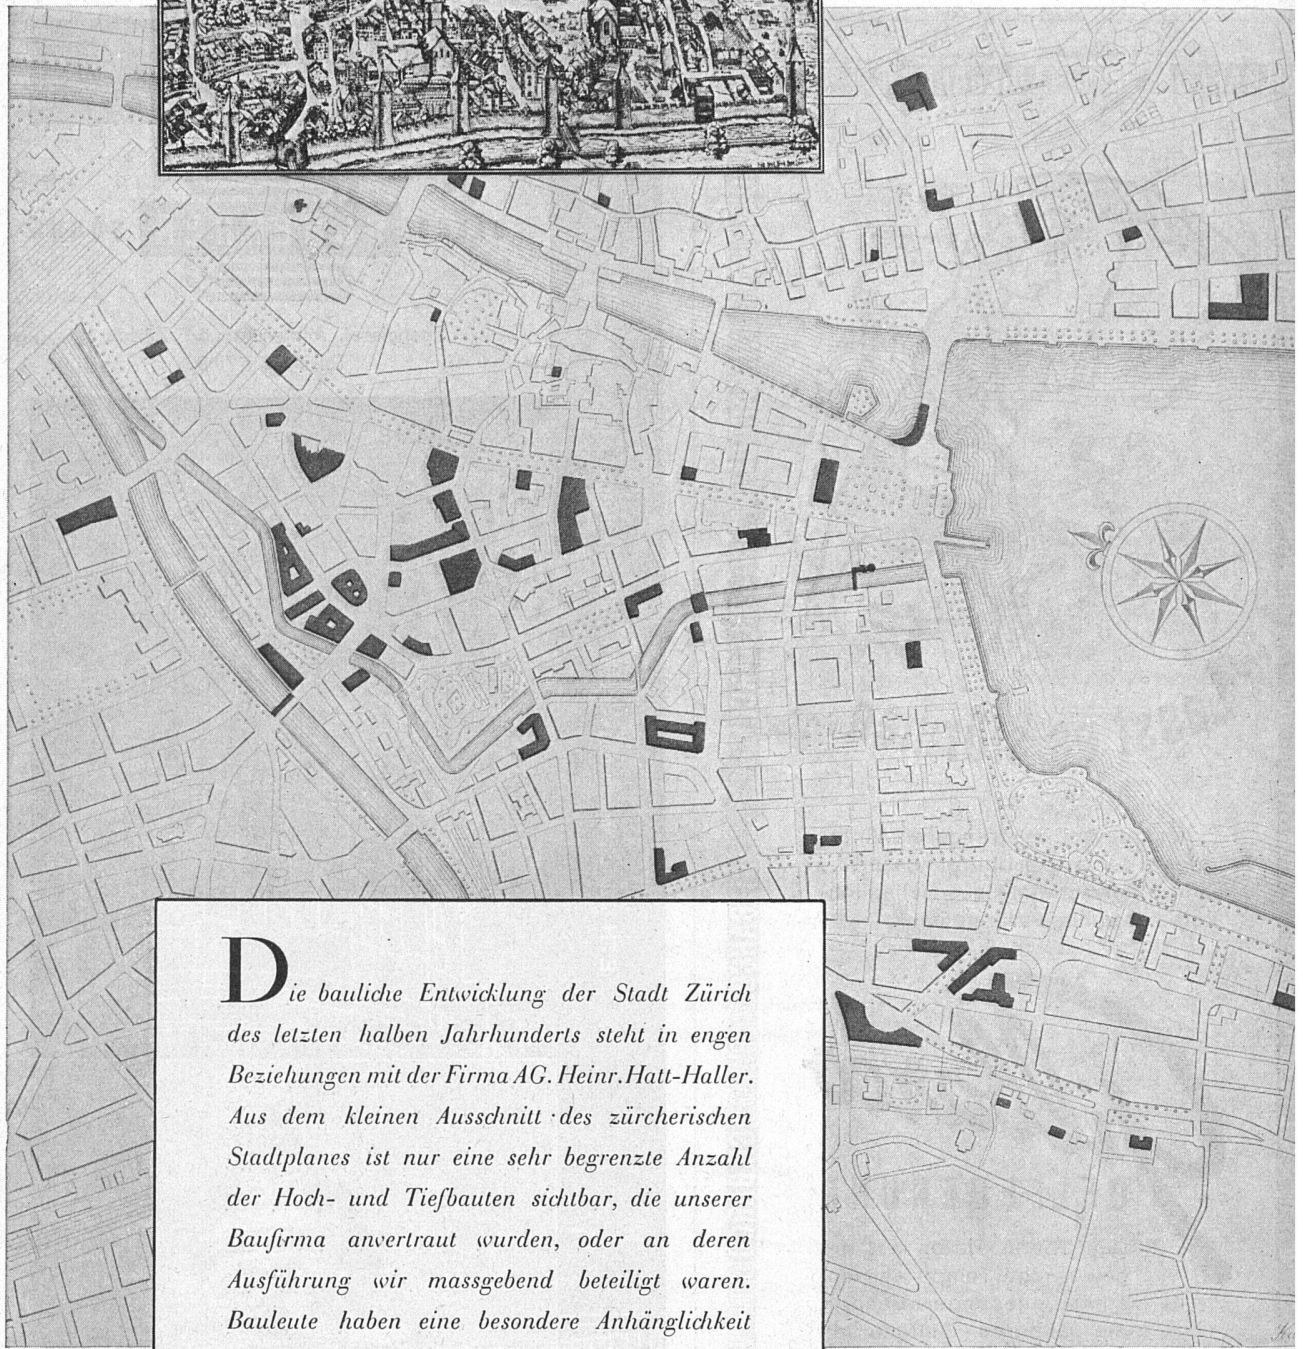 Die bauliche Entwicklung der Stadt Zürich
des letzten halben Jahrhunderts steht in engen
Beziehungen mit der Firma AG. Heinr. Hatt-Haller.
Aus dem kleinen Ausschnitt des zürcherischen
Stadtplanes ist nur eine sehr begrenzte Anzahl
der Hoch- und Tiefbauten sichtbar, die unserer
Baufirma anvertraut wurden, oder an deren
Ausführung wir massgebend beteiligt waren.
Bauleute haben eine besondere Anhänglichkeit